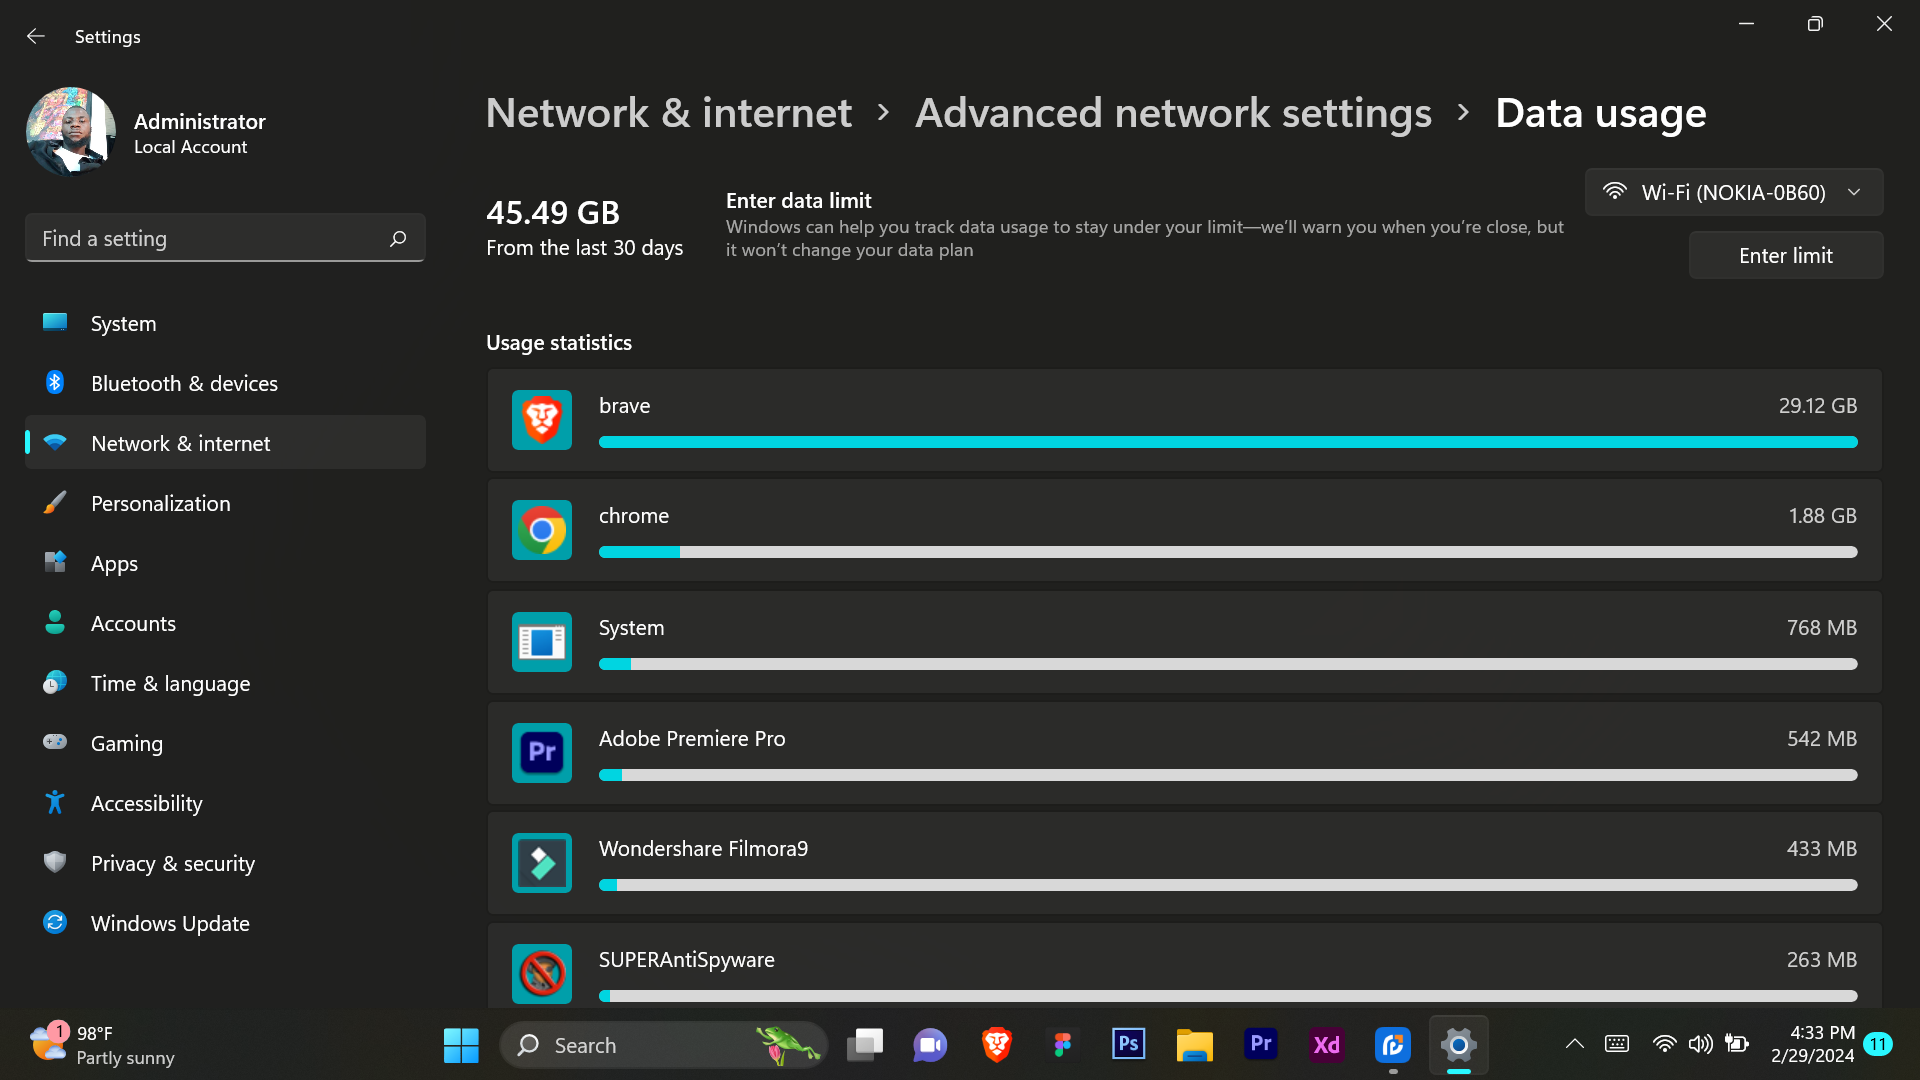 Settings
Administrator
Local Account
Find a setting
System
Bluetooth & devices
Network & internet
Personalization
Apps
Accounts
Time & language
Gaming
Accessibility
Privacy & security
Windows Update
Network & internet > Advanced network settings > Data usage
45.49 GB
From the last 30 days
Enter data limit
Windows can help you track data usage to stay under your limit—we’ll warn you when you’re close, but
it won’t change your data plan
Wi-Fi (NOKIA-0B60)
Enter limit
Usage statistics
brave
29.12 GB
chrome
1.88 GB
System
768 MB
Pr
Adobe Premiere Pro
542 MB
Wondershare Filmora9
433 MB
SUPERAntiSpyware
263 MB
1
98°F
Partly sunny
Search
Ps
Pr
Xd
4:33 PM
2/29/2024
11